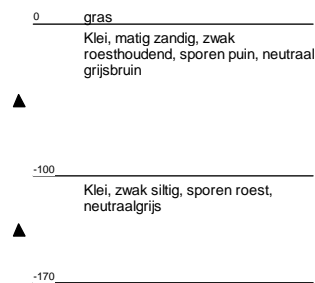 0 gras
Klei, matig zandig, zwak
roesthoudend, sporen puin, neutraal
grijsbruin
-100
Klei, zwak siltig, sporen roest,
neutraalgrijs
-170